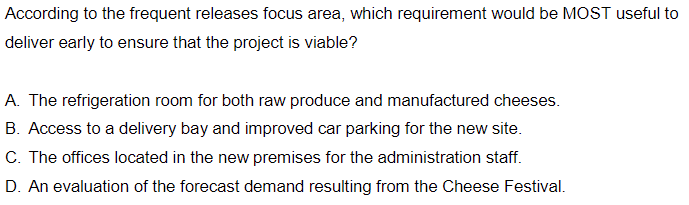 According to the frequent releases focus area, which requirement would be MOST useful to
deliver early to ensure that the project is viable?
A. The refrigeration room for both raw produce and manufactured cheeses.
B. Access to a delivery bay and improved car parking for the new site.
C. The offices located in the new premises for the administration staff.
D. An evaluation of the forecast demand resulting from the Cheese Festival.